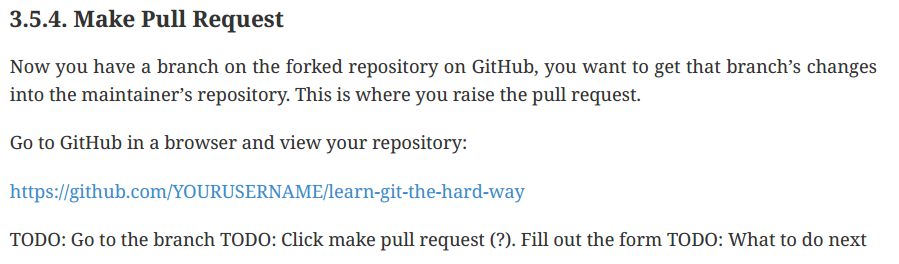 3.5.4. Make Pull Request
Now you have a branch on the forked repository on GitHub, you want to get that branch’s changes
into the maintainer’s repository. This is where you raise the pull request.
Go to GitHub in a browser and view your repository:
https://github.com/YOURUSERNAME/learn-git-the-hard-way
TODO: Go to the branch TODO: Click make pull request (?). Fill out the form TODO: What to do next